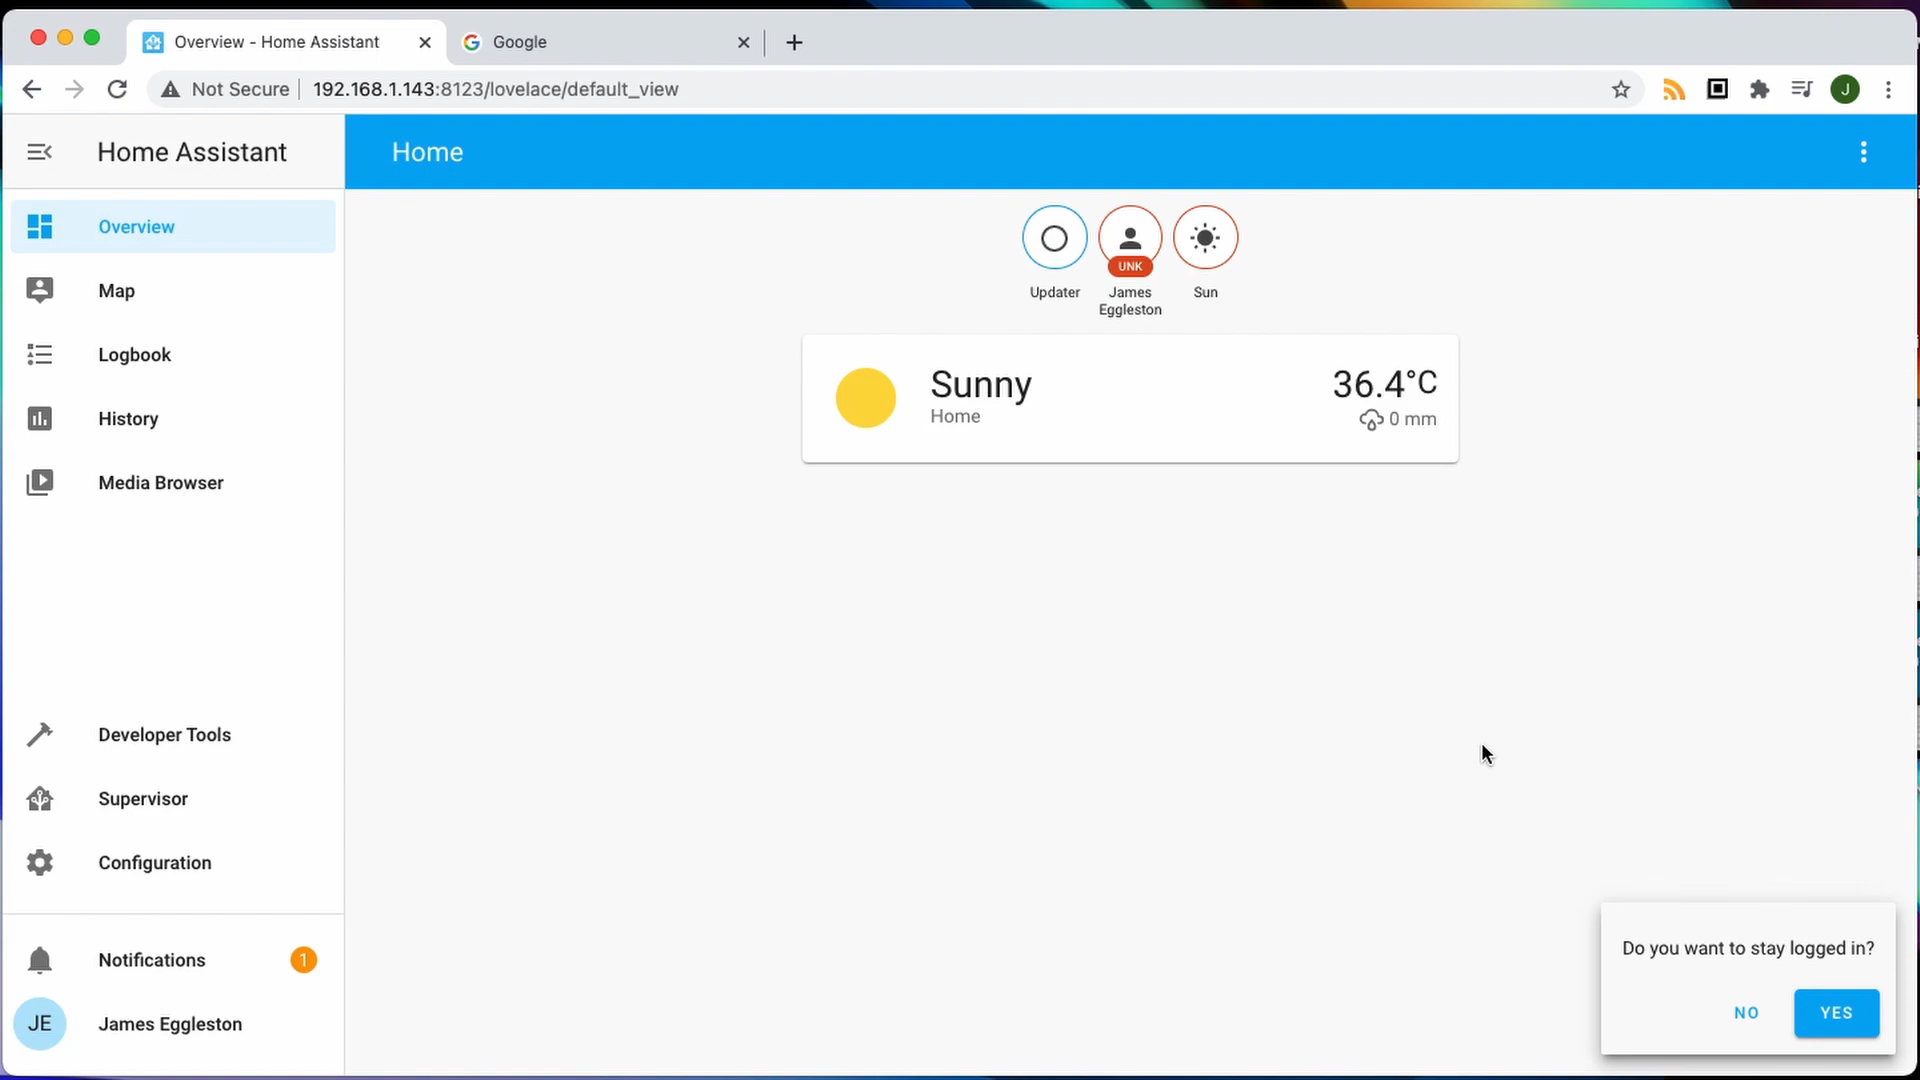 Overview - Home Assistant
Google
Not Secure
192.168.1.143:8123/lovelace/default_view
J
Home Assistant
Home
Overview
Map
Logbook
History
Media Browser
Developer Tools
Supervisor
Configuration
Notifications
1
JE
James Eggleston
UNK
Updater
James
Eggleston
Sun
Sunny
Home
36.4°C
0 mm
Do you want to stay logged in?
NO
YES